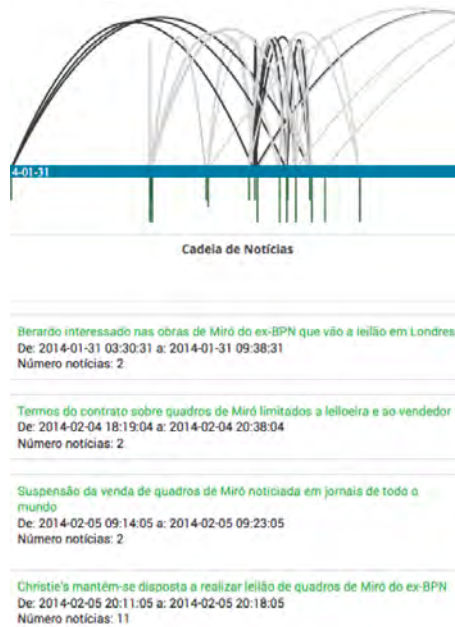 4-01-31
Cadeia de Notícias
Berardo interessado nas obras de Miró do ex-BPN que vão a leilão em Londres
De: 2014-01-31 03:30:31 a: 2014-01-31 09:38:31
Número notícias: 2
Termos do contrato sobre quadros de Miró limitados a leiloeira e ao vendedor
De: 2014-02-04 18:19:04 a: 2014-02-04 20:38:04
Número notícias: 2
Suspensão da venda de quadros de Miró noticiada em jornais de todo o
mundo
De: 2014-02-05 09:14:05 a: 2014-02-05 09:23:05
Número notícias: 2
Christie's mantém-se disposta a realizar leilão de quadros de Miró do ex-BPN
De: 2014-02-05 20:11:05 a: 2014-02-05 20:18:05
Número notícias: 11